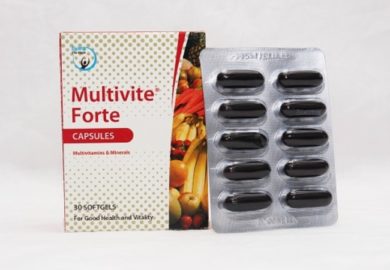 Multivite®
Forte
CAPSULES
Multivitamins & Minerals
30 SOFTGELS
For Good Health and Vitality